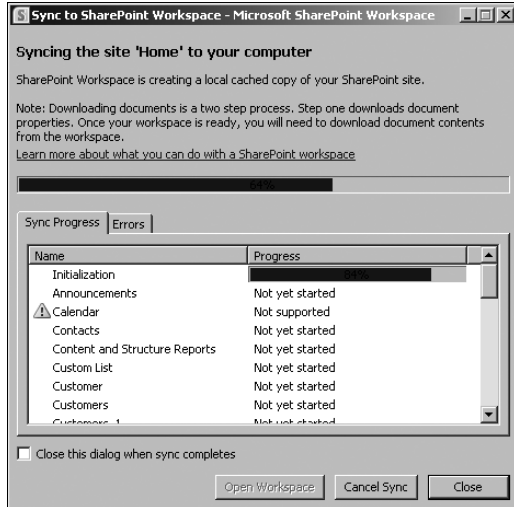 Sync to SharePoint Workspace - Microsoft SharePoint Workspace
Syncing the site 'Home' to your computer
SharePoint Workspace is creating a local cached copy of your SharePoint site.
Note: Downloading documents is a two step process. Step one downloads document
properties. Once your workspace is ready, you will need to download document contents
from the workspace.
Learn more about what you can do with a SharePoint workspace
64%
Sync Progress Errors
Name Progress
Initialization 84%
Announcements Not yet started
Calendar Not supported
Contacts Not yet started
Content and Structure Reports Not yet started
Custom List Not yet started
Customer Not yet started
Customers Not yet started
Customers_1 Not yet started
Close this dialog when sync completes
Open Workspace Cancel Sync Close